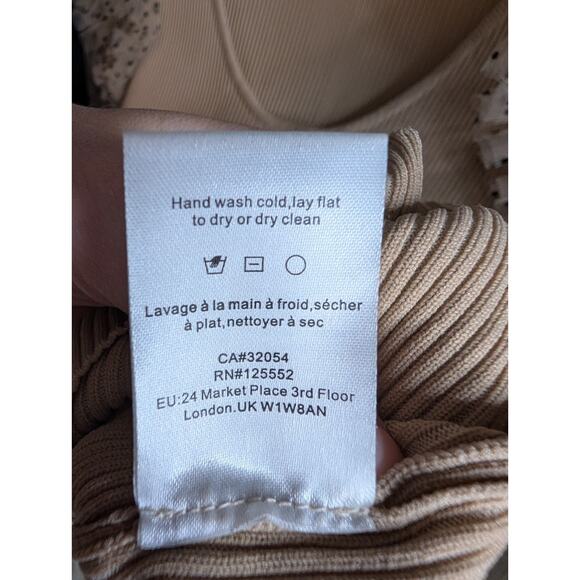 Hand wash cold,lay flat
to dry or dry clean
Lavage à la main à froid,sécher
à plat,nettoyer à sec
CA#32054
RN#125552
EU:24 Market Place 3rd Floor
London.UK W1W8AN